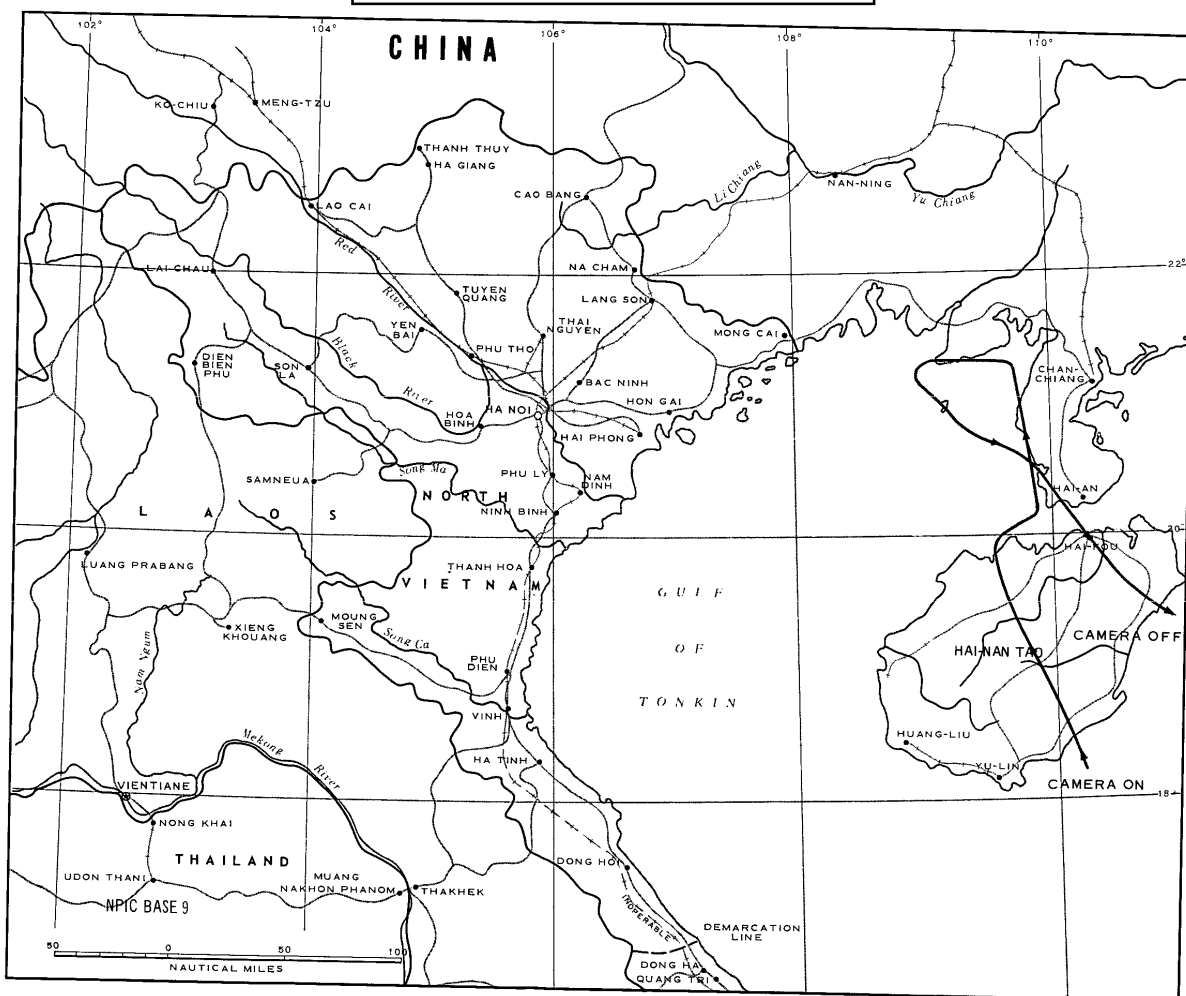 102°
104°
106°
108°
110°
CHINA
KO-CHIU
MENG-TZU
THANH THUY
HA GIANG
CAO BANG
Li Chiang
NAN-NING
Yu Chiang
LAO CAI
Red
River
LAI CHAU
NA CHAM
22°
LANG SON
TUYEN
QUANG
THAI
NGUYEN
YEN
BAI
MONG CAI
PHU THO
Black
River
DIEN
BIEN
PHU
SON
LA
BAC NINH
CHAN-
CHIANG
HA NOI
HON GAI
HOA
BINH
HAI PHONG
Song Ma
PHU LY
NAM
DINH
SAMNEUA
HAI-AN
NORTH
LAOS
NINH BINH
20°
HAI-KOU
LUANG PRABANG
THANH HOA
VIETNAM
GULF
OF
TONKIN
MOUNG
SEN
XIENG
KHOUANG
Song Ca
Nam Ngum
CAMERA OFF
HAI-NAN TAO
PHU
DIEN
VINH
HUANG-LIU
Mekong
River
HA TINH
YU-LIN
VIENTIANE
CAMERA ON
18°
NONG KHAI
THAILAND
DONG HOI
UDON THANI
MUANG
NAKHON PHANOM
THAKHEK
NPIC BASE 9
INOPERABLE
DEMARCATION
LINE
50 0 50 100
NAUTICAL MILES
DONG HA
QUANG TRI